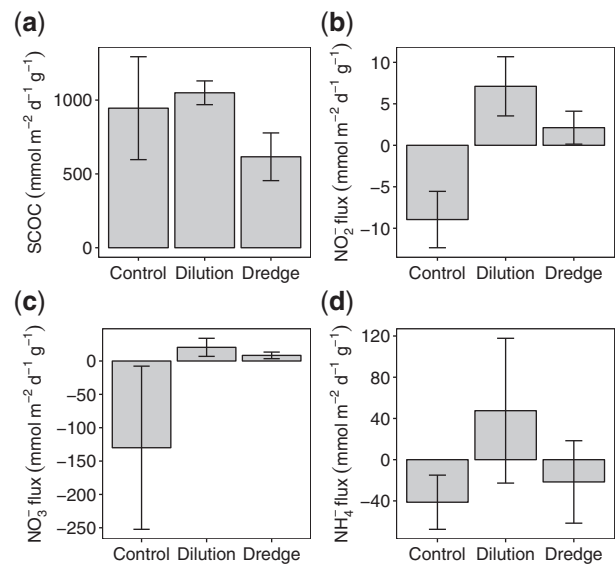 (a)
SCOC (mmol m⁻² d⁻¹ g⁻¹)
1000
500
0
Control Dilution Dredge
(b)
NO₂⁻ flux (mmol m⁻² d⁻¹ g⁻¹)
10
5
0
−5
−10
Control Dilution Dredge
(c)
NO₃⁻ flux (mmol m⁻² d⁻¹ g⁻¹)
0
−50
−100
−150
−200
−250
Control Dilution Dredge
(d)
NH₄⁻ flux (mmol m⁻² d⁻¹ g⁻¹)
120
80
40
0
−40
Control Dilution Dredge